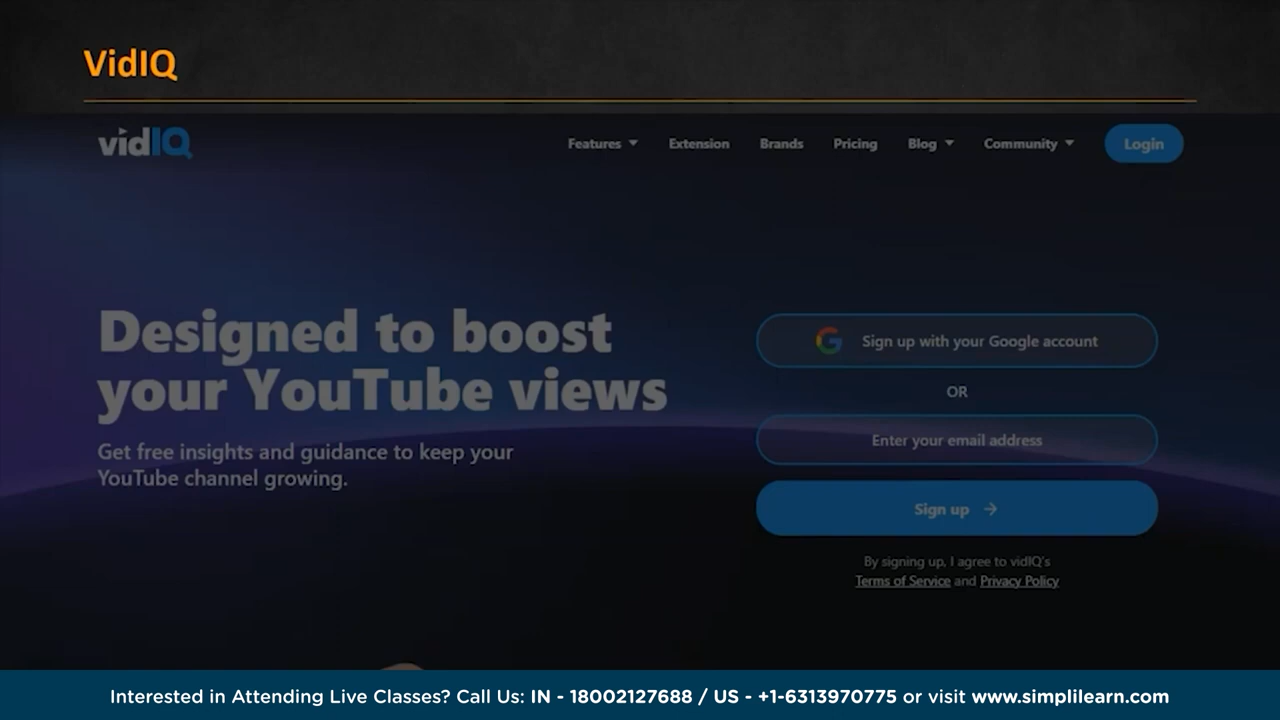 VidIQ
vidIQ
Features Extension Brands Pricing Blog Community Login
Designed to boost
your YouTube views
Get free insights and guidance to keep your
YouTube channel growing.
Sign up with your Google account
OR
Enter your email address
Sign up →
By signing up, I agree to vidIQ's
Terms of Service and Privacy Policy
Interested in Attending Live Classes? Call Us: IN - 18002127688 / US - +1-6313970775 or visit www.simplilearn.com